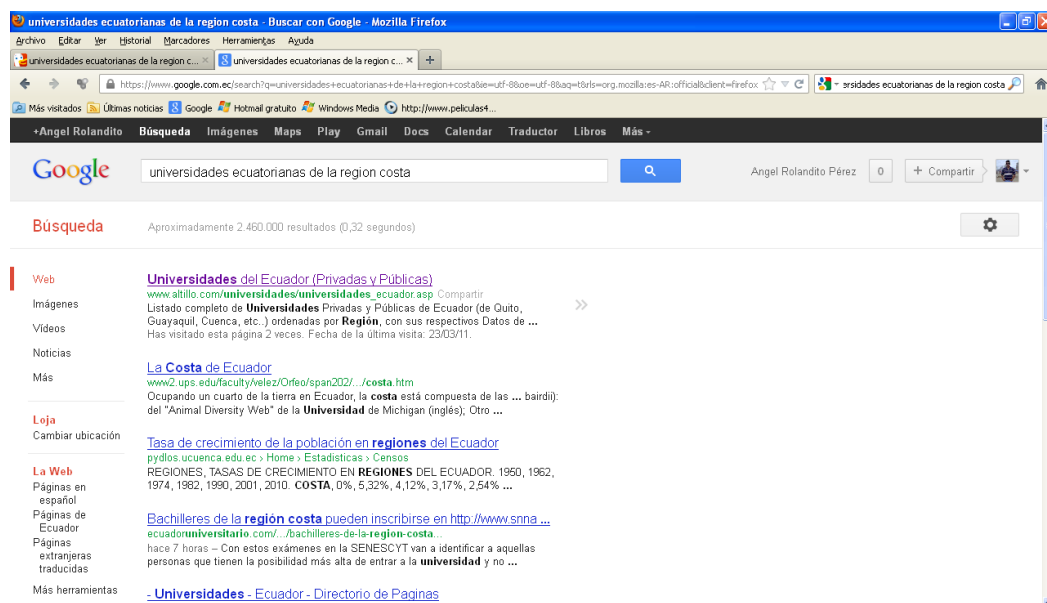 universidades ecuatorianas de la region costa - Buscar con Google - Mozilla Firefox
Archivo Editar Ver Historial Marcadores Herramientas Ayuda
universidades ecuatorianas de la region c... universidades ecuatorianas de la region c...
https://www.google.com.ec/search?q=universidades+ecuatorianas+de+la+region+costa&ie=utf-8&oe=utf-8&aq=t&rls=org.mozilla:es-AR:official&client=firefox ersidades ecuatorianas de la region costa
Más visitados Últimas noticias Google Hotmail gratuito Windows Media http://www.peliculas4...
+Angel Rolandito Búsqueda Imágenes Maps Play Gmail Docs Calendar Traductor Libros Más
Google universidades ecuatorianas de la region costa Angel Rolandito Pérez 0 + Compartir
Búsqueda Aproximadamente 2.460.000 resultados (0,32 segundos)
Web
Imágenes
Vídeos
Noticias
Más
Loja
Cambiar ubicación
La Web
Páginas en
español
Páginas de
Ecuador
Páginas
extranjeras
traducidas
Más herramientas
Universidades del Ecuador (Privadas y Públicas)
www.altillo.com/universidades/universidades_ecuador.asp Compartir
Listado completo de Universidades Privadas y Públicas de Ecuador (de Quito,
Guayaquil, Cuenca, etc..) ordenadas por Región, con sus respectivos Datos de ...
Has visitado esta página 2 veces. Fecha de la última visita: 23/03/11.
La Costa de Ecuador
www2.ups.edu/faculty/velez/Orfeo/span202/.../costa.htm
Ocupando un cuarto de la tierra en Ecuador, la costa está compuesta de las ... bairdii):
del "Animal Diversity Web" de la Universidad de Michigan (inglés); Otro ...
Tasa de crecimiento de la población en regiones del Ecuador
pydlos.ucuenca.edu.ec › Home › Estadisticas › Censos
REGIONES, TASAS DE CRECIMIENTO EN REGIONES DEL ECUADOR. 1950, 1962,
1974, 1982, 1990, 2001, 2010. COSTA, 0%, 5,32%, 4,12%, 3,17%, 2,54% ...
Bachilleres de la región costa pueden inscribirse en http://www.snna ...
ecuadoruniversitario.com/.../bachilleres-de-la-region-costa...
hace 7 horas – Con estos exámenes en la SENESCYT van a identificar a aquellas
personas que tienen la posibilidad más alta de entrar a la universidad y no ...
- Universidades - Ecuador - Directorio de Paginas